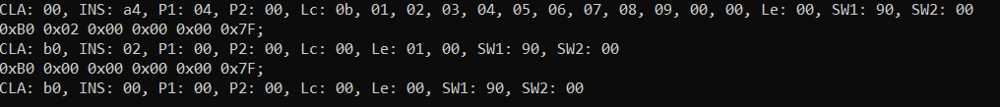 CLA: 00, INS: a4, P1: 04, P2: 00, Lc: 0b, 01, 02, 03, 04, 05, 06, 07, 08, 09, 00, 00, Le: 00, SW1: 90, SW2: 00
0xB0 0x02 0x00 0x00 0x00 0x7F;
CLA: b0, INS: 02, P1: 00, P2: 00, Lc: 00, Le: 01, 00, SW1: 90, SW2: 00
0xB0 0x00 0x00 0x00 0x00 0x7F;
CLA: b0, INS: 00, P1: 00, P2: 00, Lc: 00, Le: 00, SW1: 90, SW2: 00